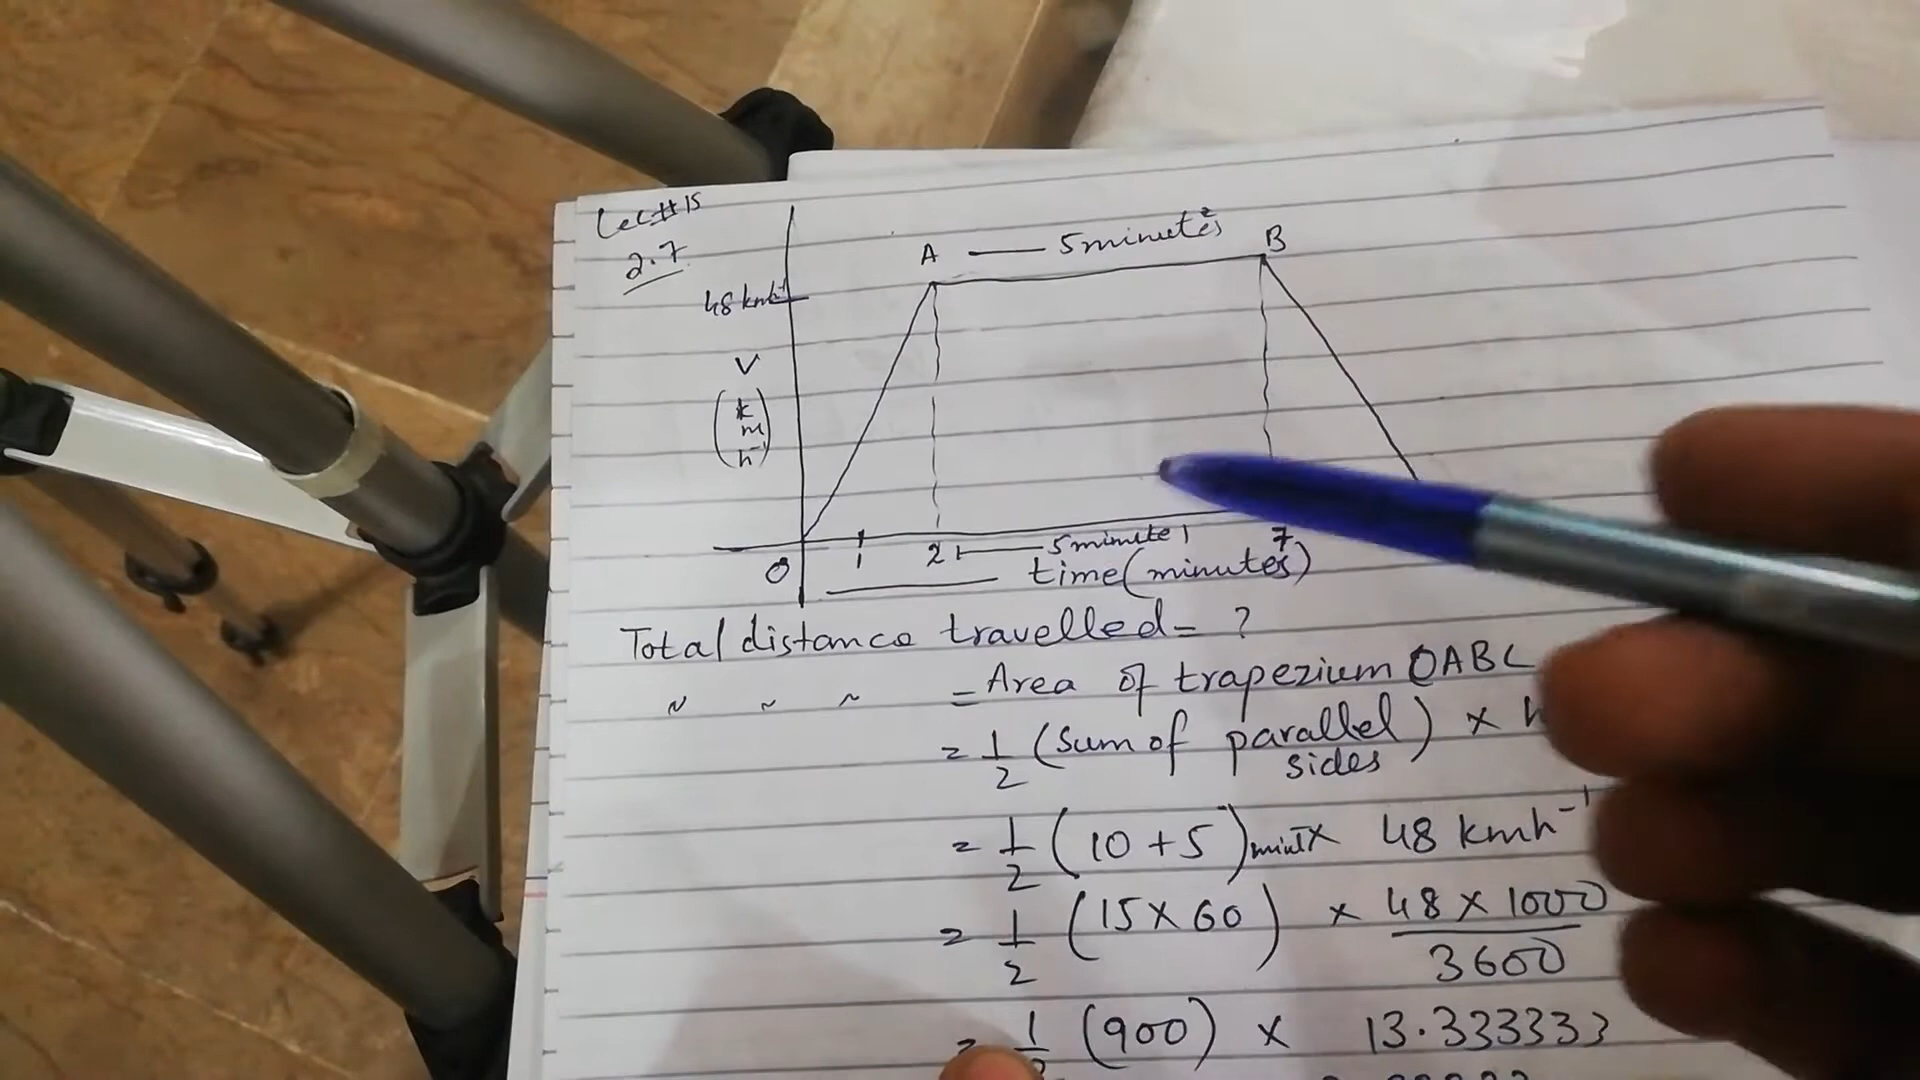 Lec#15
2.7
A — 5 minutes B
48 kmh⁻¹
V
(k
m
h⁻¹)
0 1 2 5 minute 7
time (minutes)
Total distance travelled = ?
〃 〃 〃 = Area of trapezium OABC
= 1/2 (Sum of parallel sides) × h
= 1/2 (10 + 5) mint × 48 kmh⁻¹
= 1/2 (15 × 60) × 48 × 1000 / 3600
= 1/2 (900) × 13.333333